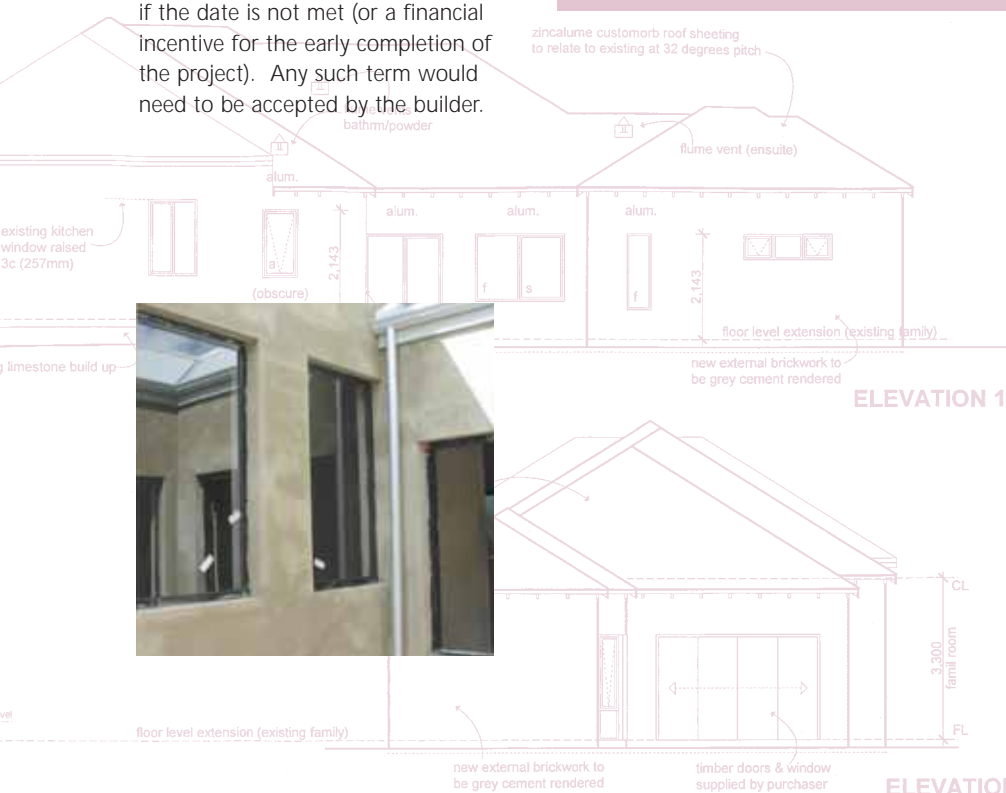 if the date is not met (or a financial
incentive for the early completion of
the project). Any such term would
need to be accepted by the builder.
zincalume customorb roof sheeting
to relate to existing at 32 degrees pitch
vents
bathrm/powder
flume vent (ensuite)
alum.
alum.
alum.
alum.
existing kitchen
window raised
3c (257mm)
a
(obscure)
2,143
f
s
f
2,143
floor level extension (existing family)
limestone build up
new external brickwork to
be grey cement rendered
ELEVATION 1
CL
3,300
famil room
FL
floor level extension (existing family)
new external brickwork to
be grey cement rendered
timber doors & window
supplied by purchaser